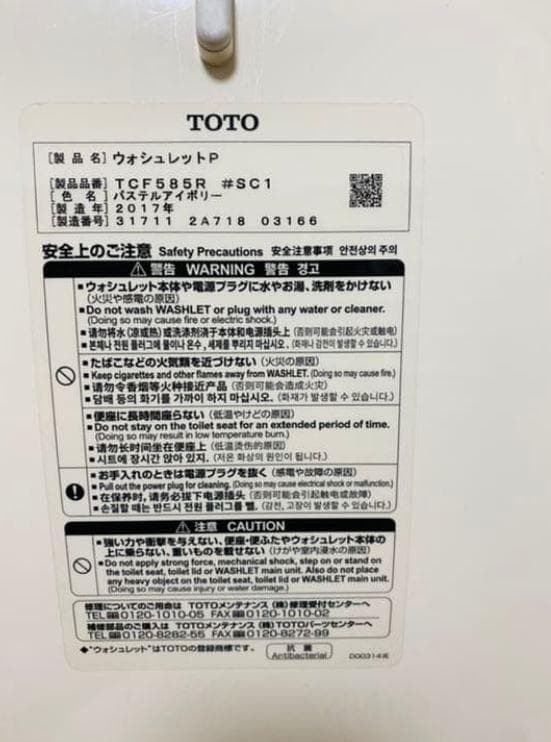 TOTO
[製品名] ウォシュレットP
[製品品番] TCF585R #SC1
[色名] パステルアイボリー
[製造年] 2017年
[製造番号] 31711 2A718 03166
安全上のご注意 Safety Precautions 安全注意事项 안전상의 주의
警告 WARNING 警告 경고
■ウォシュレット本体や電源プラグに水やお湯、洗剤をかけない
(火災や感電の原因)
■Do not wash WASHLET or plug with any water or cleaner.
(Doing so may cause fire or electric shock.)
■请勿将水(凉或热)或洗涤剂浇于本体和电源插头上(否则可能会引起火灾或触电)
■본체나 전원 플러그에 물이나 온수, 세제를 뿌리지 마십시오. (화재나 감전이 발생할 수 있습니다.)
■たばこなどの火気類を近づけない(火災の原因)
■Keep cigarettes and other flames away from WASHLET. (Doing so may cause fire.)
■请勿令香烟等火种接近产品(否则可能会造成火灾)
■담배 등의 화기를 가까이 하지 마십시오. (화재가 발생할 수 있습니다.)
■便座に長時間座らない(低温やけどの原因)
■Do not stay on the toilet seat for an extended period of time.
(Doing so may result in low temperature burn.)
■请勿长时间坐在便座上(低温烫伤的原因)
■시트에 장시간 앉아 있지. (저온 화상의 원인이 됩니다.)
■お手入れのときは電源プラグを抜く(感電や故障の原因)
■Pull out the power plug for cleaning. (Doing so may cause electrical shock or malfunction.)
■在保养时,请务必拔下电源插头(否则可能会引起触电或故障)
■손질할 때는 반드시 전원 플러그를 뺄. (감전, 고장이 발생할 수 있습니다.)
注意 CAUTION
■強い力や衝撃を与えない、便座・便ふたやウォシュレット本体の
上に乗らない、重いものを載せない(けがや室内浸水の原因)
■Do not apply strong force, mechanical shock, step on or stand on
the toilet seat, toilet lid or WASHLET main unit. Also do not place
any heavy object on the toilet seat, toilet lid or WASHLET main unit.
(Doing so may cause injury or water damage.)
修理についてのご用命は TOTOメンテナンス(株)修理受付センターへ
TEL 0120-1010-05 FAX 0120-1010-02
補修部品のご購入は TOTOメンテナンス(株)TOTOパーツセンターへ
TEL 0120-8282-55 FAX 0120-8272-99
◆"ウォシュレット"はTOTOの登録商標です。
抗菌
Antibacterial